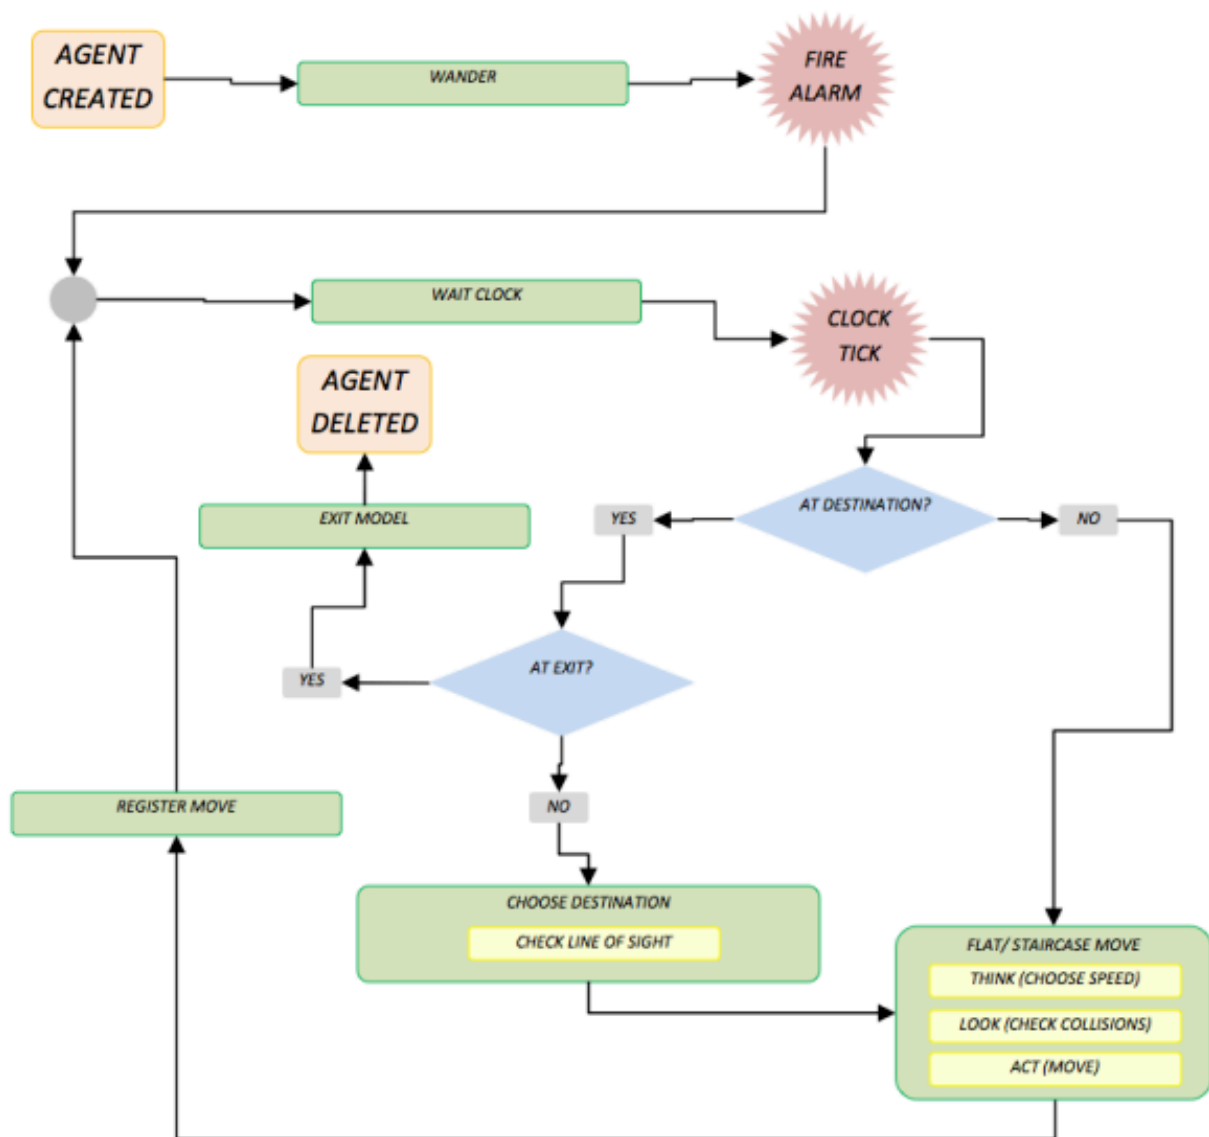 AGENT
CREATED
WANDER
FIRE
ALARM
WAIT CLOCK
CLOCK
TICK
AGENT
DELETED
EXIT MODEL
YES
AT DESTINATION?
NO
AT EXIT?
YES
NO
REGISTER MOVE
CHOOSE DESTINATION
CHECK LINE OF SIGHT
FLAT/ STAIRCASE MOVE
THINK (CHOOSE SPEED)
LOOK (CHECK COLLISIONS)
ACT (MOVE)